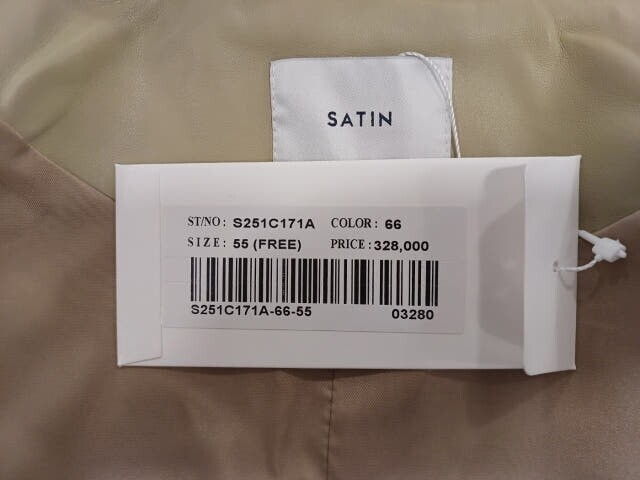 SATIN
ST/NO: S251C171A COLOR: 66
SIZE: 55 (FREE) PRICE: 328,000
S251C171A-66-55 03280